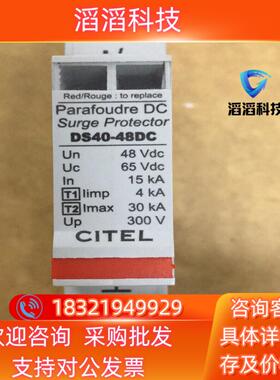 滔滔科技
滔滔科技
Red/Rouge : to replace
Parafoudre DC
Surge Protector
DS40-48DC
Un 48 Vdc
Uc 65 Vdc
In 15 kA
T1 Iimp 4 kA
T2 Imax 30 kA
Up 300 V
CITEL
18321949929
欢迎咨询 采购批发
支持对公发票
咨询客服
具体详情
存及价格